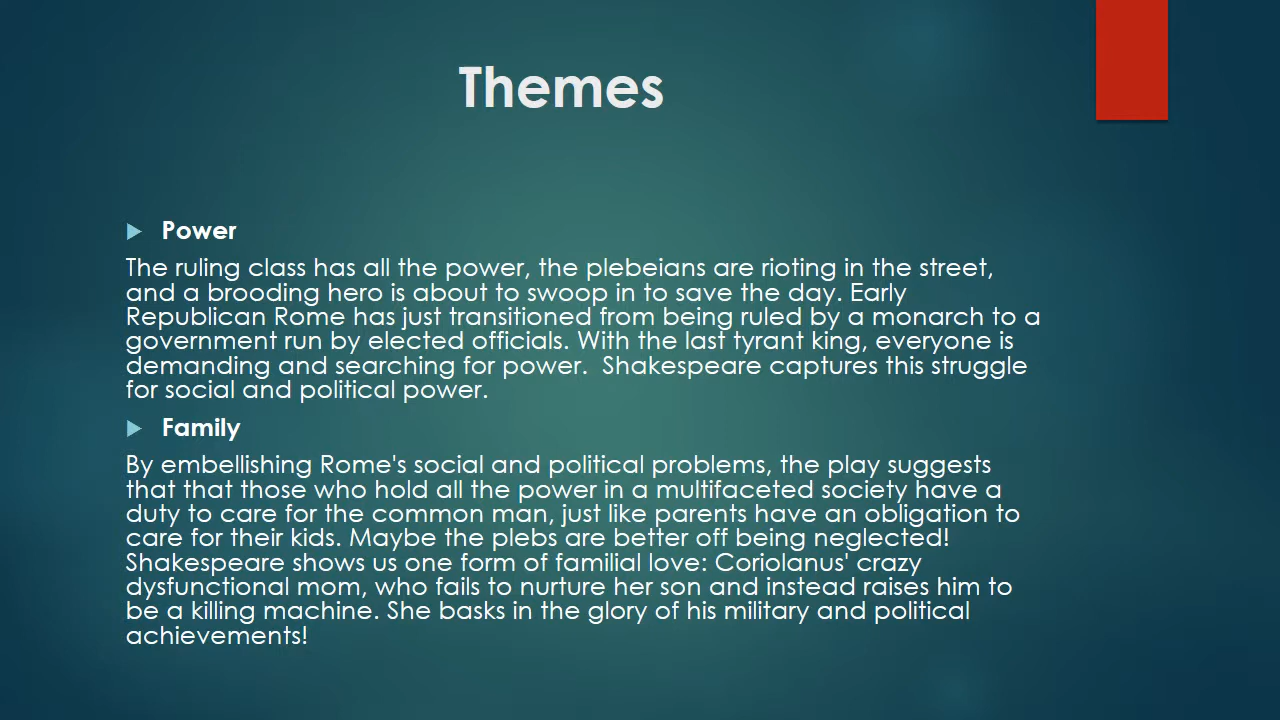 Themes
Power
The ruling class has all the power, the plebeians are rioting in the street,
and a brooding hero is about to swoop in to save the day. Early
Republican Rome has just transitioned from being ruled by a monarch to a
government run by elected officials. With the last tyrant king, everyone is
demanding and searching for power.  Shakespeare captures this struggle
for social and political power.
Family
By embellishing Rome's social and political problems, the play suggests
that that those who hold all the power in a multifaceted society have a
duty to care for the common man, just like parents have an obligation to
care for their kids. Maybe the plebs are better off being neglected!
Shakespeare shows us one form of familial love: Coriolanus' crazy
dysfunctional mom, who fails to nurture her son and instead raises him to
be a killing machine. She basks in the glory of his military and political
achievements!